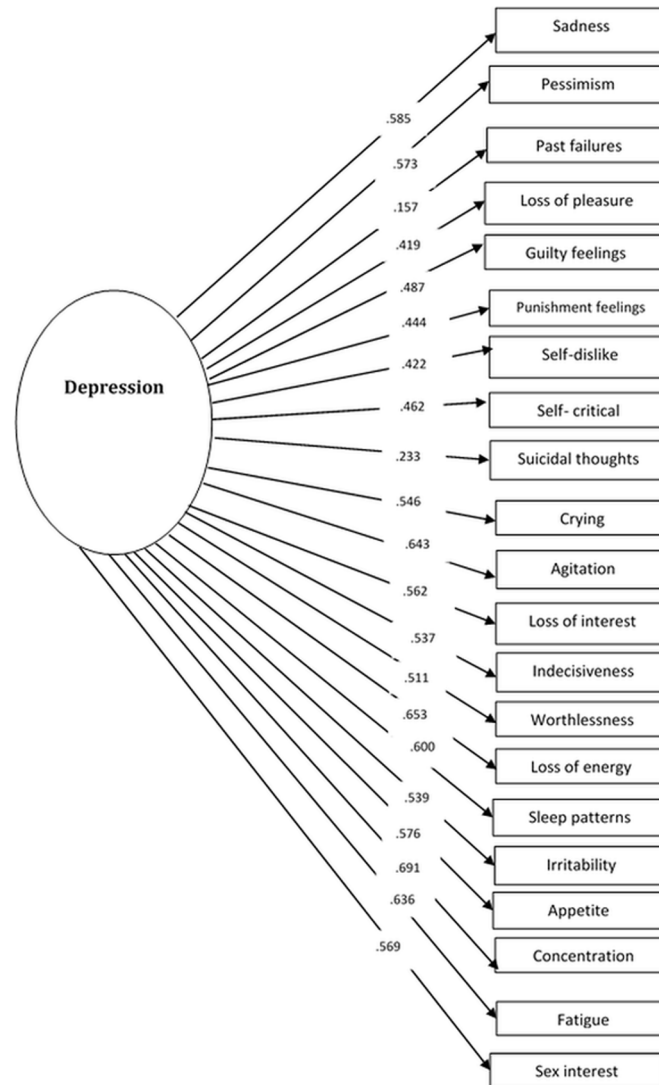 Sadness
Pessimism
.585
.573
Past failures
.157
Loss of pleasure
.419
Guilty feelings
.487
Punishment feelings
.444
Self-dislike
.422
Depression
.462
Self- critical
.233
Suicidal thoughts
.546
Crying
.643
Agitation
.562
Loss of interest
.537
Indecisiveness
.511
.653
Worthlessness
.600
Loss of energy
.539
Sleep patterns
.576
Irritability
.691
.636
Appetite
.569
Concentration
Fatigue
Sex interest